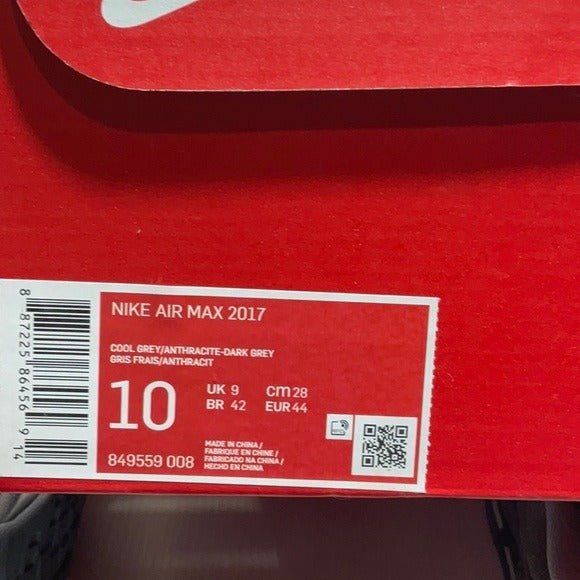 NIKE AIR MAX 2017
COOL GREY/ANTHRACITE-DARK GREY
GRIS FRAIS/ANTHRACIT
10
UK 9 CM 28
BR 42 EUR 44
849559 008
MADE IN CHINA /
FABRIQUE EN CHINE /
FABRICADO NA CHINA /
HECHO EN CHINA
8 87225 86456 9 14